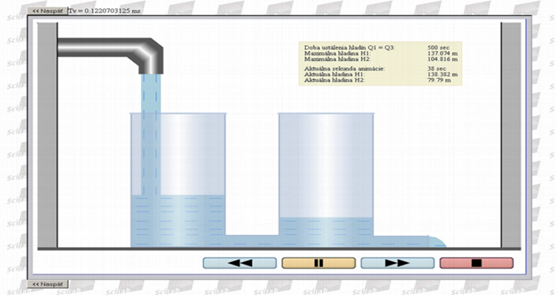 << Naspäť Tv = 0.1220703125 ms
Doba ustálenia hladín Q1 = Q3: 500 sec
Maximálna hladina H1: 137.074 m
Maximálna hladina H2: 104.816 m
Aktuálna sekunda animácie: 38 sec
Aktuálna hladina H1: 138.382 m
Aktuálna hladina H2: 79.79 m
<< Naspäť